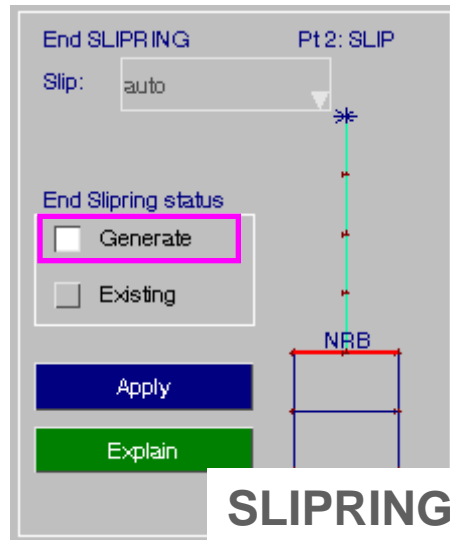 End SLIPRING Pt 2: SLIP
Slip: auto
End Slipring status
Generate
Existing
NRB
Apply
Explain
SLIPRING